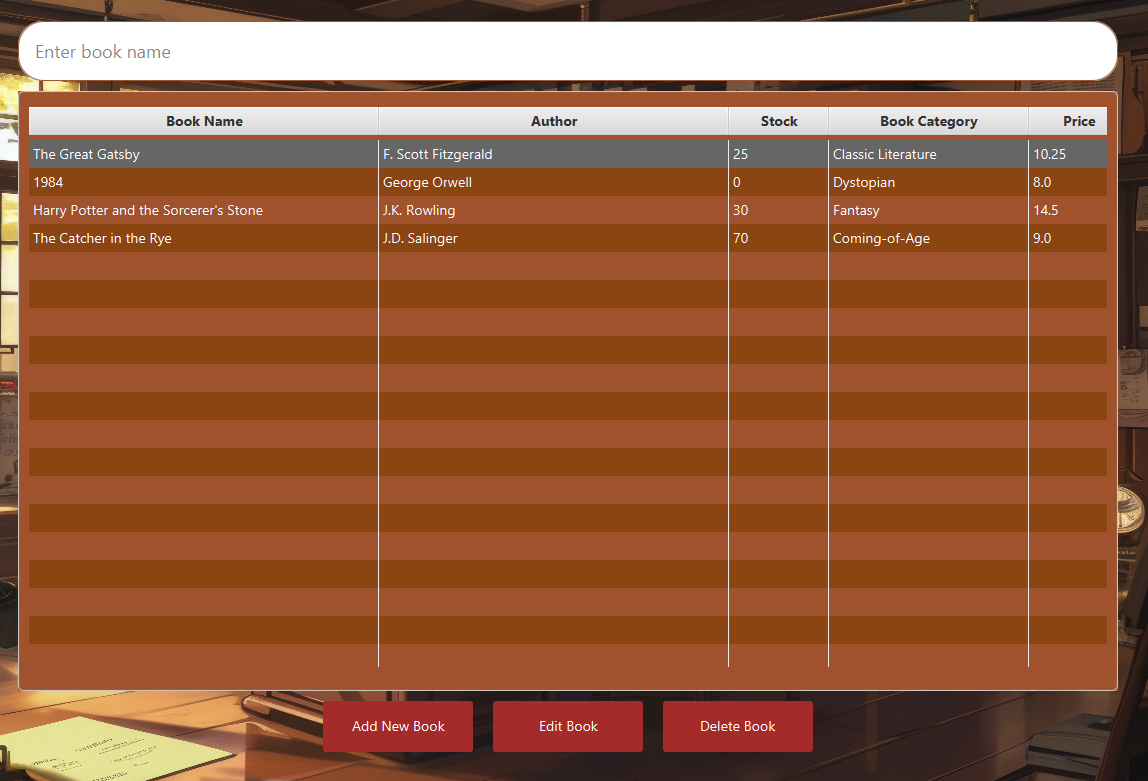 Enter book name
Book Name Author Stock Book Category Price
The Great Gatsby F. Scott Fitzgerald 25 Classic Literature 10.25
1984 George Orwell 0 Dystopian 8.0
Harry Potter and the Sorcerer's Stone J.K. Rowling 30 Fantasy 14.5
The Catcher in the Rye J.D. Salinger 70 Coming-of-Age 9.0
Add New Book Edit Book Delete Book